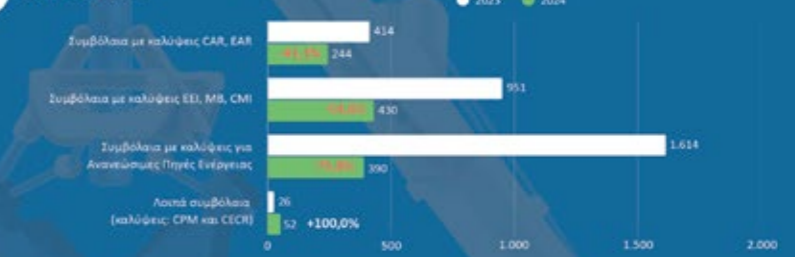 2023 2024
Συμβόλαια με καλύψεις CAR, EAR
414
-41,1% 244
Συμβόλαια με καλύψεις EEI, MB, CMI
951
430
Συμβόλαια με καλύψεις για
Ανανεώσιμες Πηγές Ενέργειας
1.614
390
Λοιπά συμβόλαια
(καλύψεις: CPM και CECR)
26
52 +100,0%
0 500 1.000 1.500 2.000